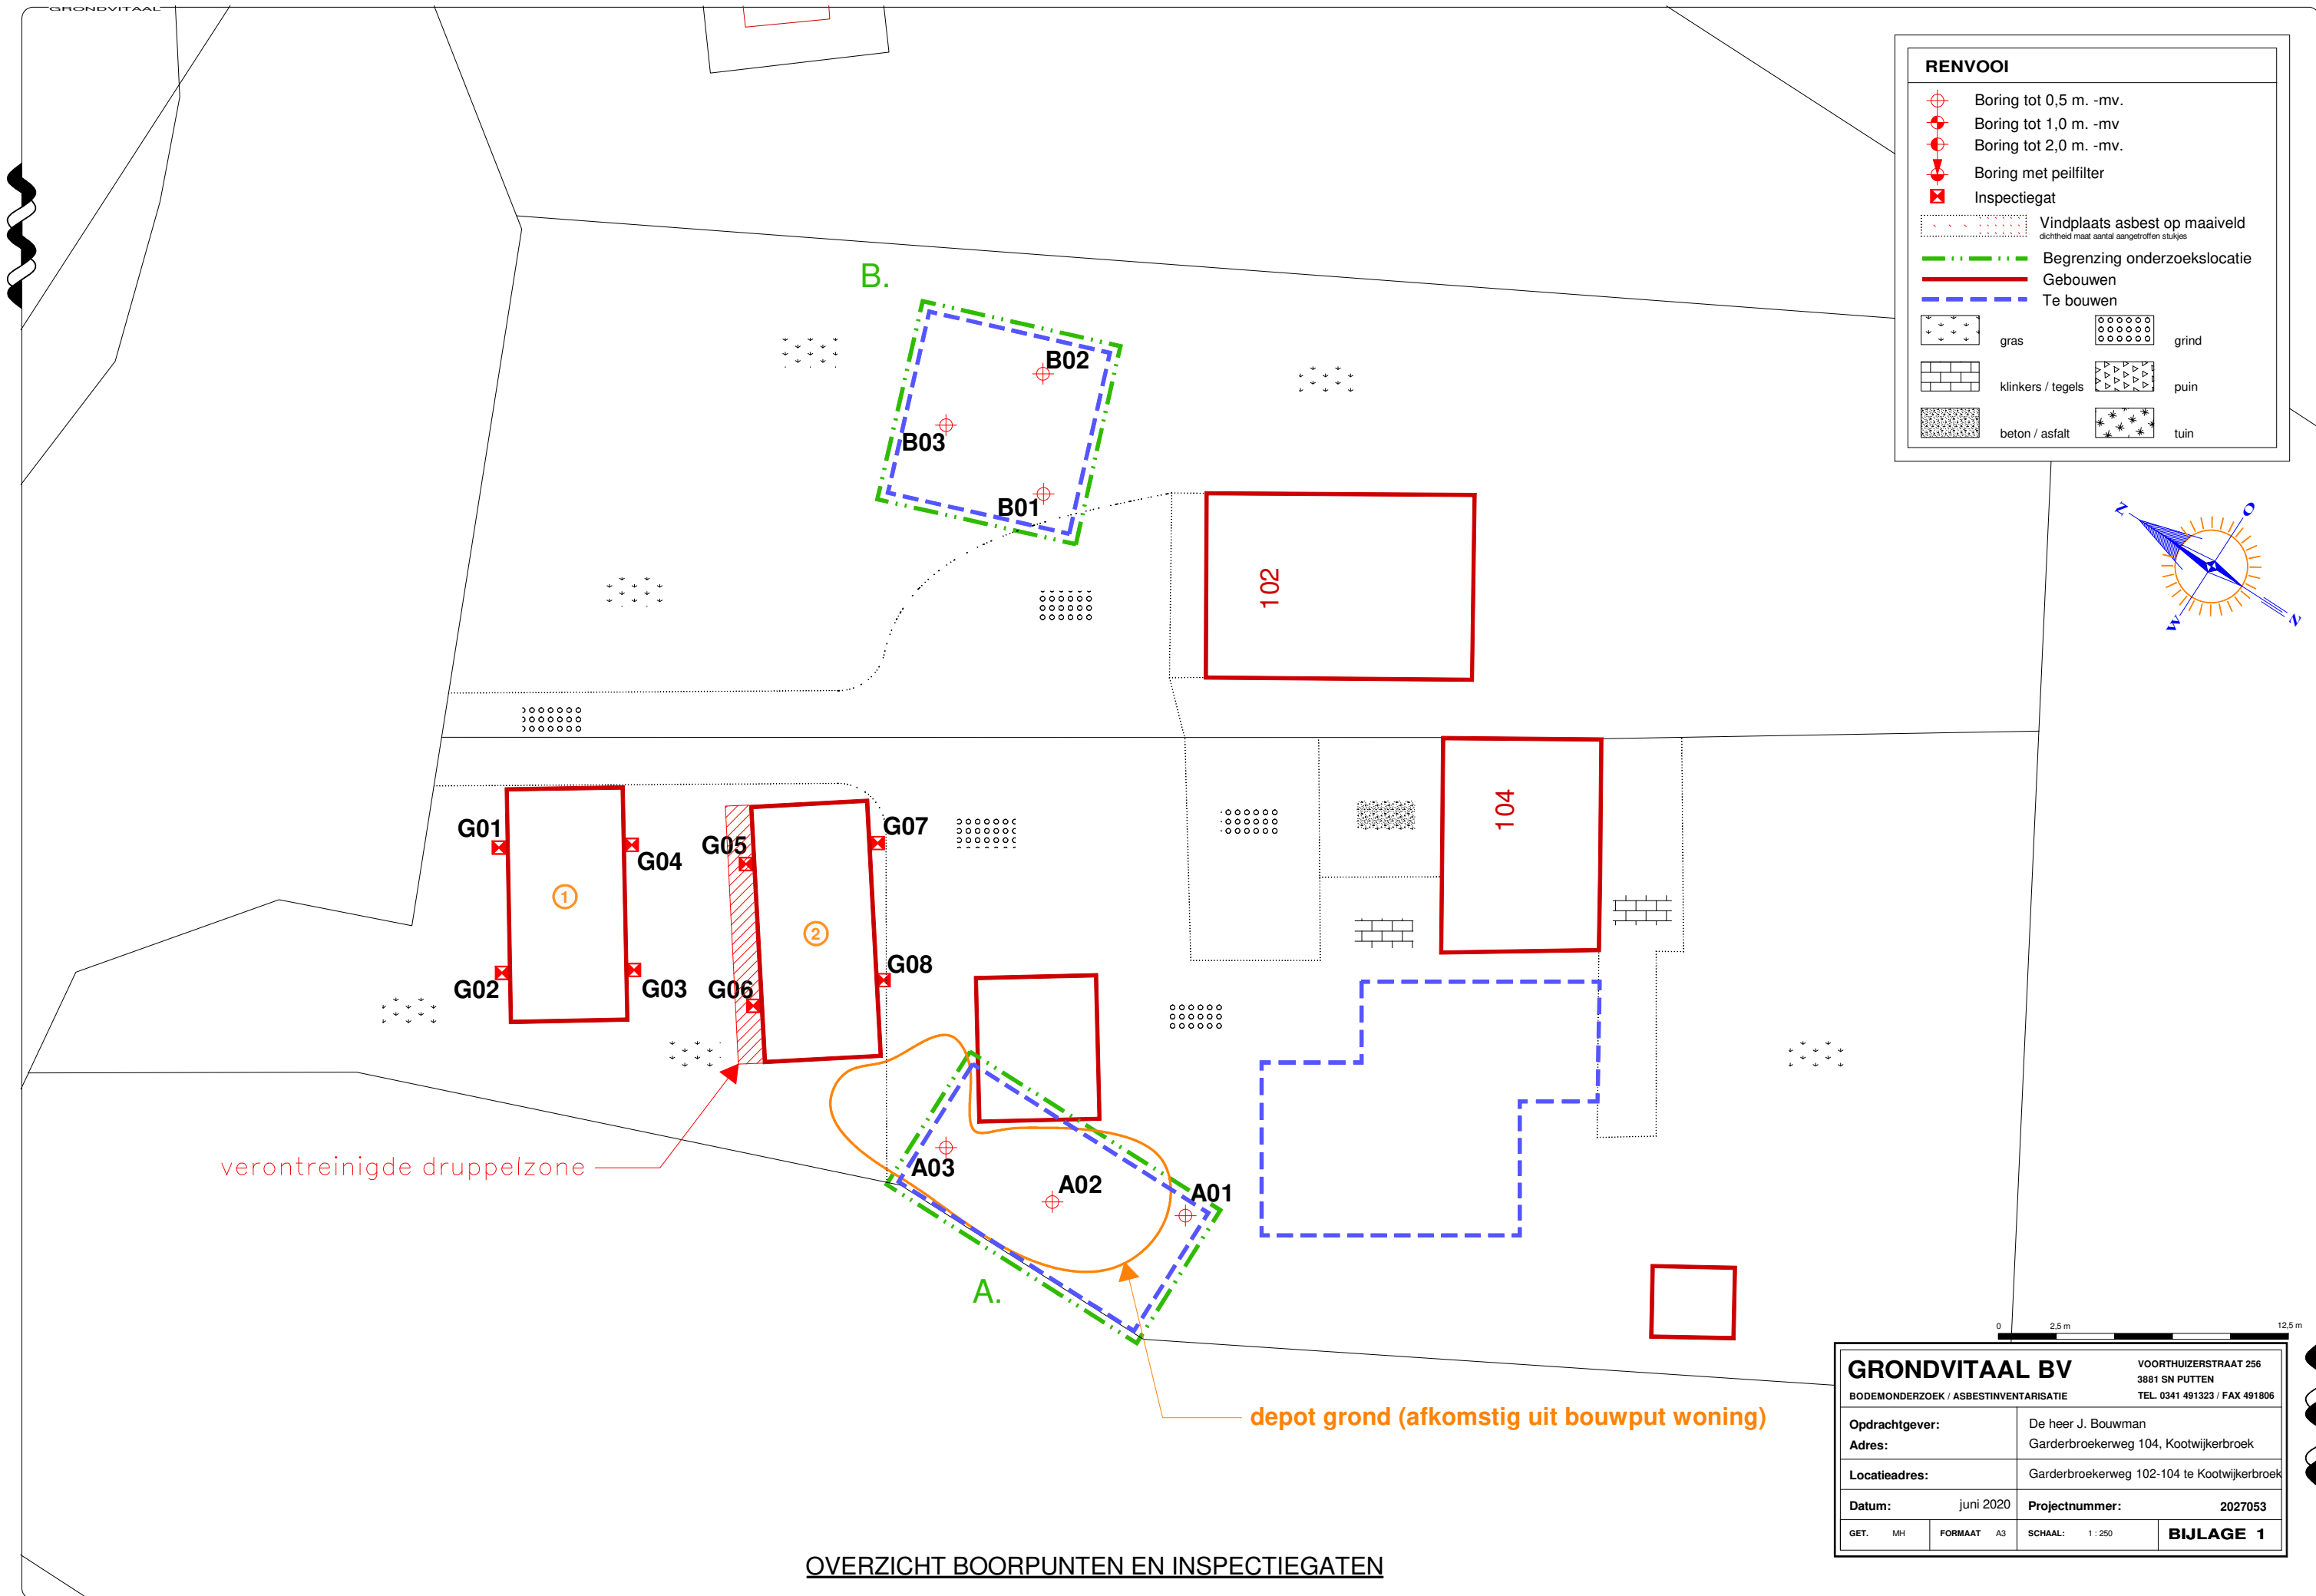 GRONDVITAAL
RENVOOI
Boring tot 0,5 m. -mv.
Boring tot 1,0 m. -mv
Boring tot 2,0 m. -mv.
Boring met peilfilter
Inspectiegat
Vindplaats asbest op maaiveld
dichtheid maat aantal aangetroffen stukjes
Begrenzing onderzoekslocatie
Gebouwen
Te bouwen
gras
grind
klinkers / tegels
puin
beton / asfalt
tuin
N
O
W
Z
B.
B02
B03
B01
102
104
G01
G04
G05
G07
1
2
G02
G03
G06
G08
verontreinigde druppelzone
A03
A02
A01
A.
depot grond (afkomstig uit bouwput woning)
0 2,5 m 12,5 m
GRONDVITAAL BV
BODEMONDERZOEK / ASBESTINVENTARISATIE
VOORTHUIZERSTRAAT 256
3881 SN PUTTEN
TEL. 0341 491323 / FAX 491806
Opdrachtgever: De heer J. Bouwman
Adres: Garderbroekerweg 104, Kootwijkerbroek
Locatieadres: Garderbroekerweg 102-104 te Kootwijkerbroek
Datum: juni 2020 Projectnummer: 2027053
GET. MH FORMAAT A3 SCHAAL: 1 : 250 BIJLAGE 1
OVERZICHT BOORPUNTEN EN INSPECTIEGATEN